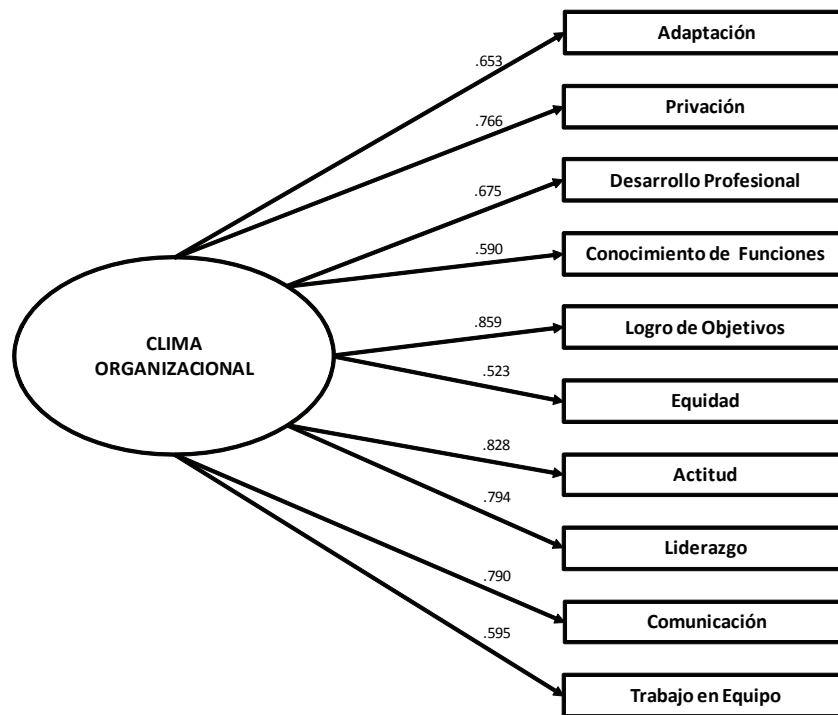 Adaptación
.653
Privación
.766
Desarrollo Profesional
.675
Conocimiento de Funciones
.590
Logro de Objetivos
.859
CLIMA
ORGANIZACIONAL
.523
Equidad
.828
Actitud
.794
Liderazgo
.790
Comunicación
.595
Trabajo en Equipo